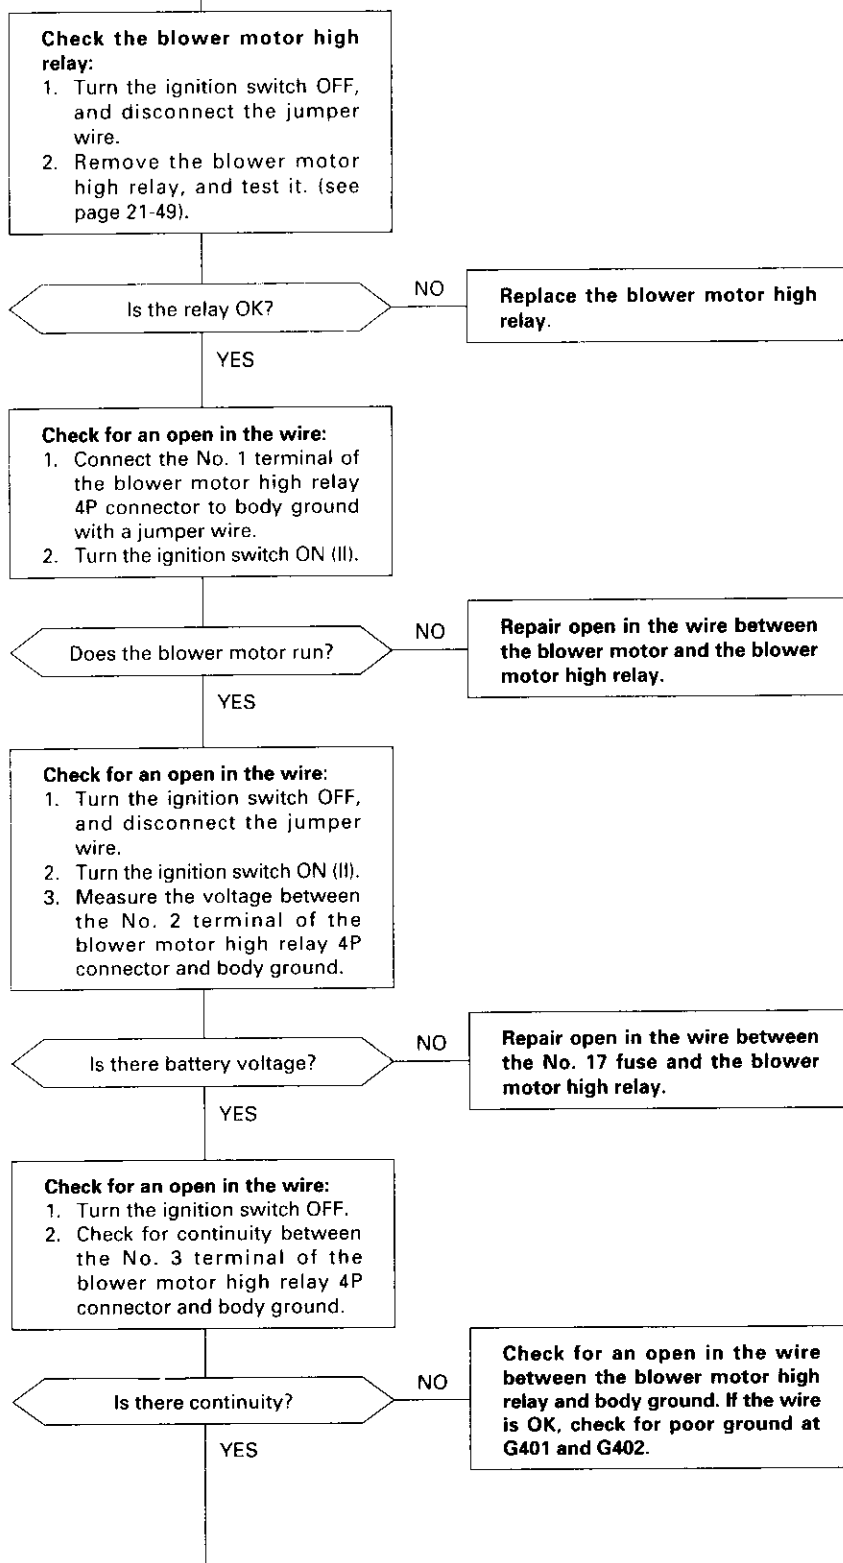 Check the blower motor high
relay:
1. Turn the ignition switch OFF,
and disconnect the jumper
wire.
2. Remove the blower motor
high relay, and test it. (see
page 21-49).
Is the relay OK?
NO
Replace the blower motor high
relay.
YES
Check for an open in the wire:
1. Connect the No. 1 terminal of
the blower motor high relay
4P connector to body ground
with a jumper wire.
2. Turn the ignition switch ON (II).
Does the blower motor run?
NO
Repair open in the wire between
the blower motor and the blower
motor high relay.
YES
Check for an open in the wire:
1. Turn the ignition switch OFF,
and disconnect the jumper
wire.
2. Turn the ignition switch ON (II).
3. Measure the voltage between
the No. 2 terminal of the
blower motor high relay 4P
connector and body ground.
Is there battery voltage?
NO
Repair open in the wire between
the No. 17 fuse and the blower
motor high relay.
YES
Check for an open in the wire:
1. Turn the ignition switch OFF.
2. Check for continuity between
the No. 3 terminal of the
blower motor high relay 4P
connector and body ground.
Is there continuity?
NO
Check for an open in the wire
between the blower motor high
relay and body ground. If the wire
is OK, check for poor ground at
G401 and G402.
YES